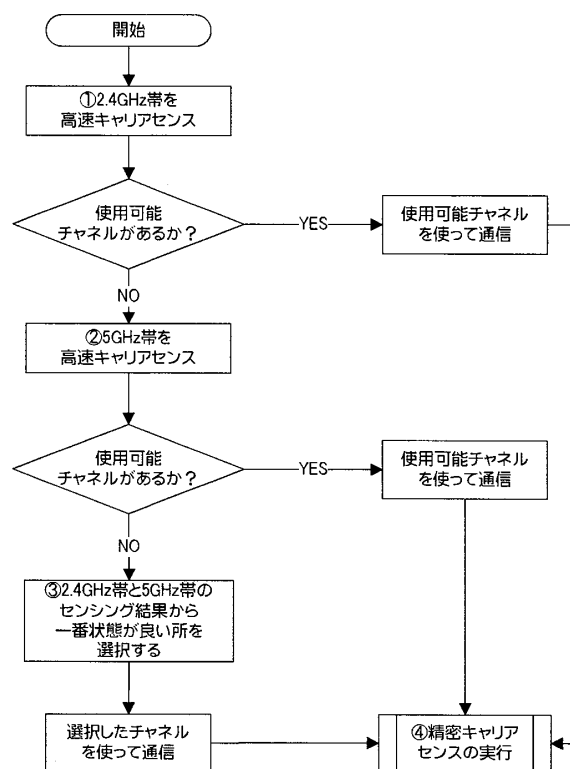 開始
①2.4GHz帯を
高速キャリアセンス
使用可能
チャネルがあるか？
YES
使用可能チャネル
を使って通信
NO
②5GHz帯を
高速キャリアセンス
使用可能
チャネルがあるか？
YES
使用可能チャネル
を使って通信
NO
③2.4GHz帯と5GHz帯の
センシング結果から
一番状態が良い所を
選択する
選択したチャネル
を使って通信
④精密キャリア
センスの実行